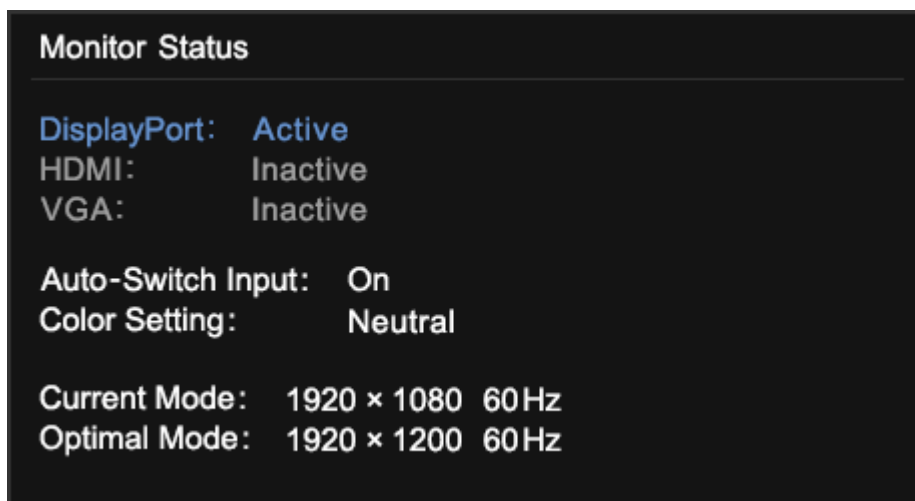 Monitor Status
DisplayPort: Active
HDMI: Inactive
VGA: Inactive
Auto-Switch Input: On
Color Setting: Neutral
Current Mode: 1920 × 1080 60Hz
Optimal Mode: 1920 × 1200 60Hz